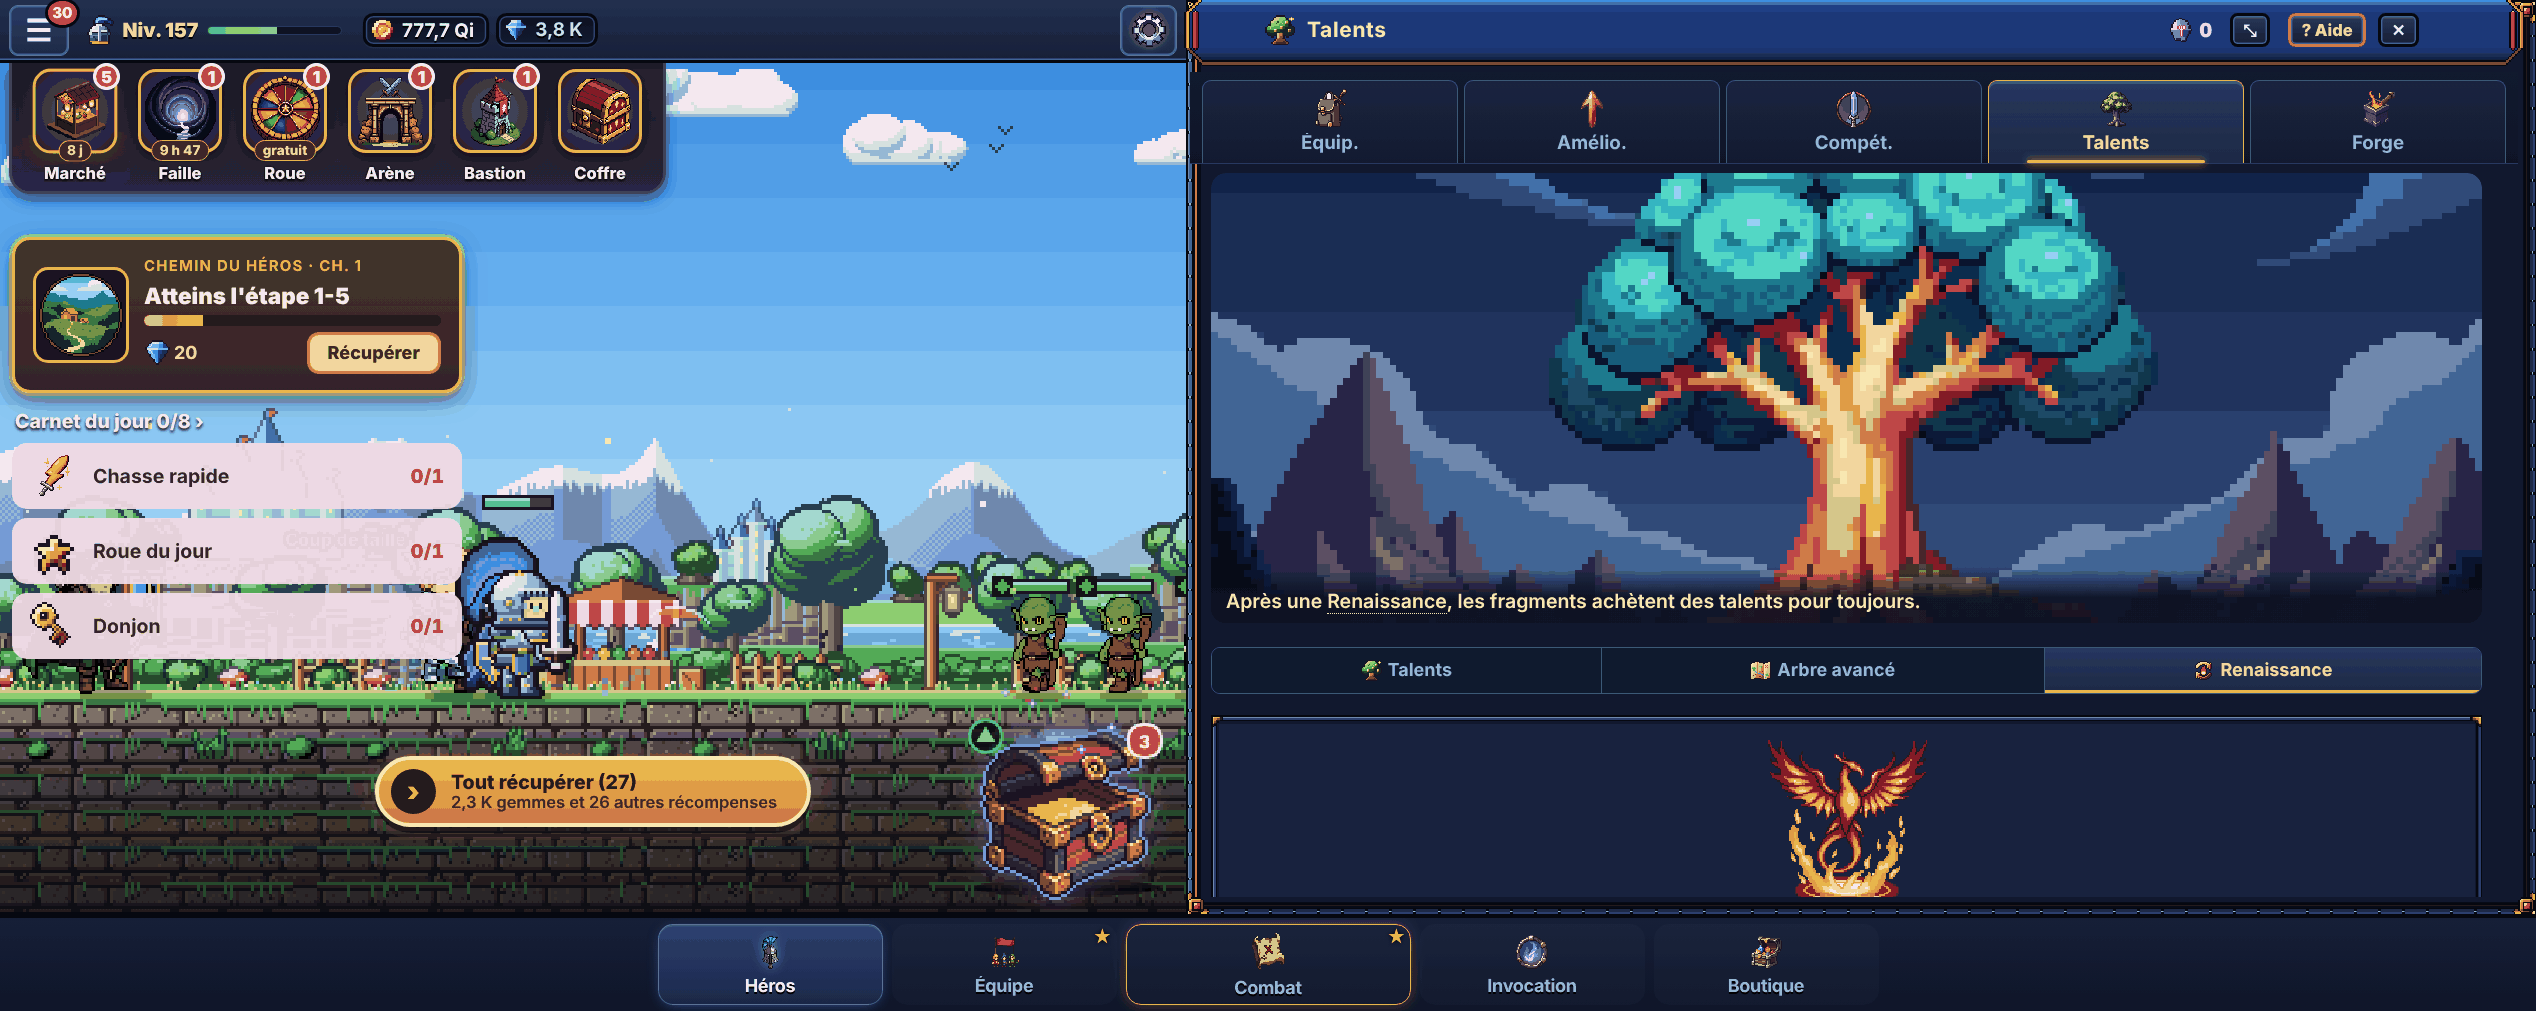 30
Niv. 157
777,7 Qi
3,8 K
5
8 j
Marché
1
9 h 47
Faille
1
gratuit
Roue
1
Arène
1
Bastion
Coffre
CHEMIN DU HÉROS · CH. 1
Atteins l'étape 1-5
20
Récupérer
Carnet du jour 0/8 ›
Chasse rapide
0/1
Coup de taille
Roue du jour
0/1
Donjon
0/1
Tout récupérer (27)
2,3 K gemmes et 26 autres récompenses
3
Talents
0
? Aide
Équip.
Amélio.
Compét.
Talents
Forge
Après une Renaissance, les fragments achètent des talents pour toujours.
Talents
Arbre avancé
Renaissance
Héros
Équipe
Combat
Invocation
Boutique